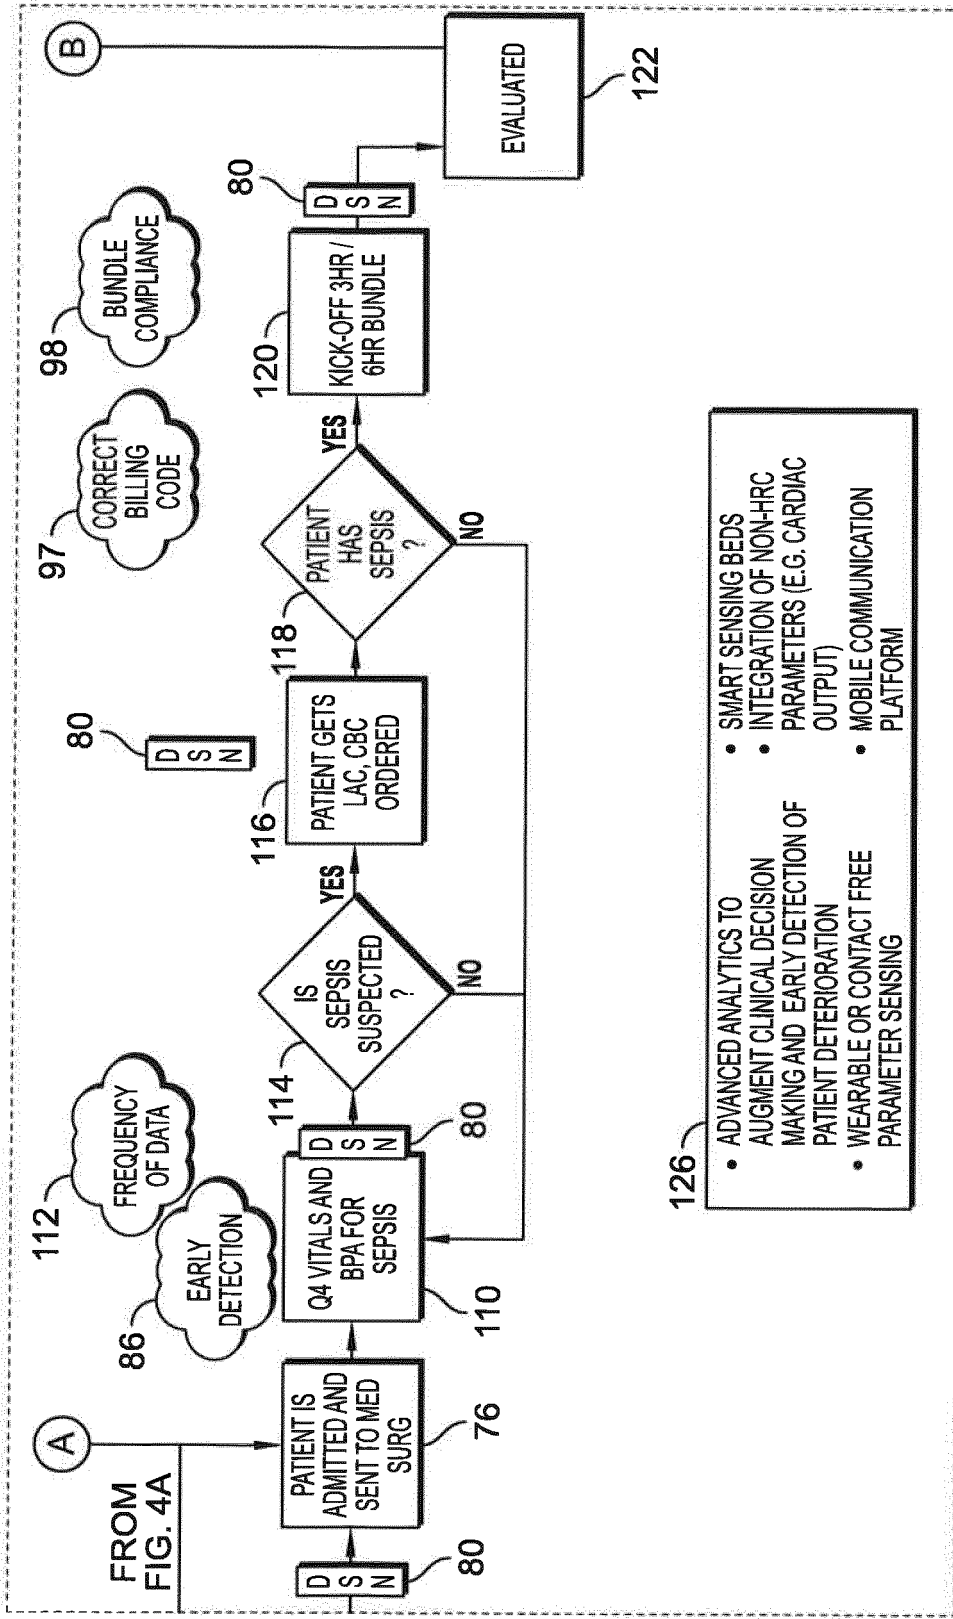 FROM
FIG. 4A
A
D
S
N
80
PATIENT IS
ADMITTED AND
SENT TO MED
SURG
76
86
EARLY
DETECTION
112
FREQUENCY
OF DATA
Q4 VITALS AND
BPA FOR
SEPSIS
110
D
S
N
80
114
IS
SEPSIS
SUSPECTED
?
YES
NO
116
PATIENT GETS
LAC, CBC
ORDERED
80
D
S
N
118
PATIENT
HAS
SEPSIS
?
YES
NO
97
CORRECT
BILLING
CODE
98
BUNDLE
COMPLIANCE
120
KICK-OFF 3HR /
6HR BUNDLE
80
D
S
N
B
EVALUATED
122
126
• ADVANCED ANALYTICS TO
AUGMENT CLINICAL DECISION
MAKING AND EARLY DETECTION OF
PATIENT DETERIORATION
• WEARABLE OR CONTACT FREE
PARAMETER SENSING
• SMART SENSING BEDS
• INTEGRATION OF NON-HRC
PARAMETERS (E.G. CARDIAC
OUTPUT)
• MOBILE COMMUNICATION
PLATFORM